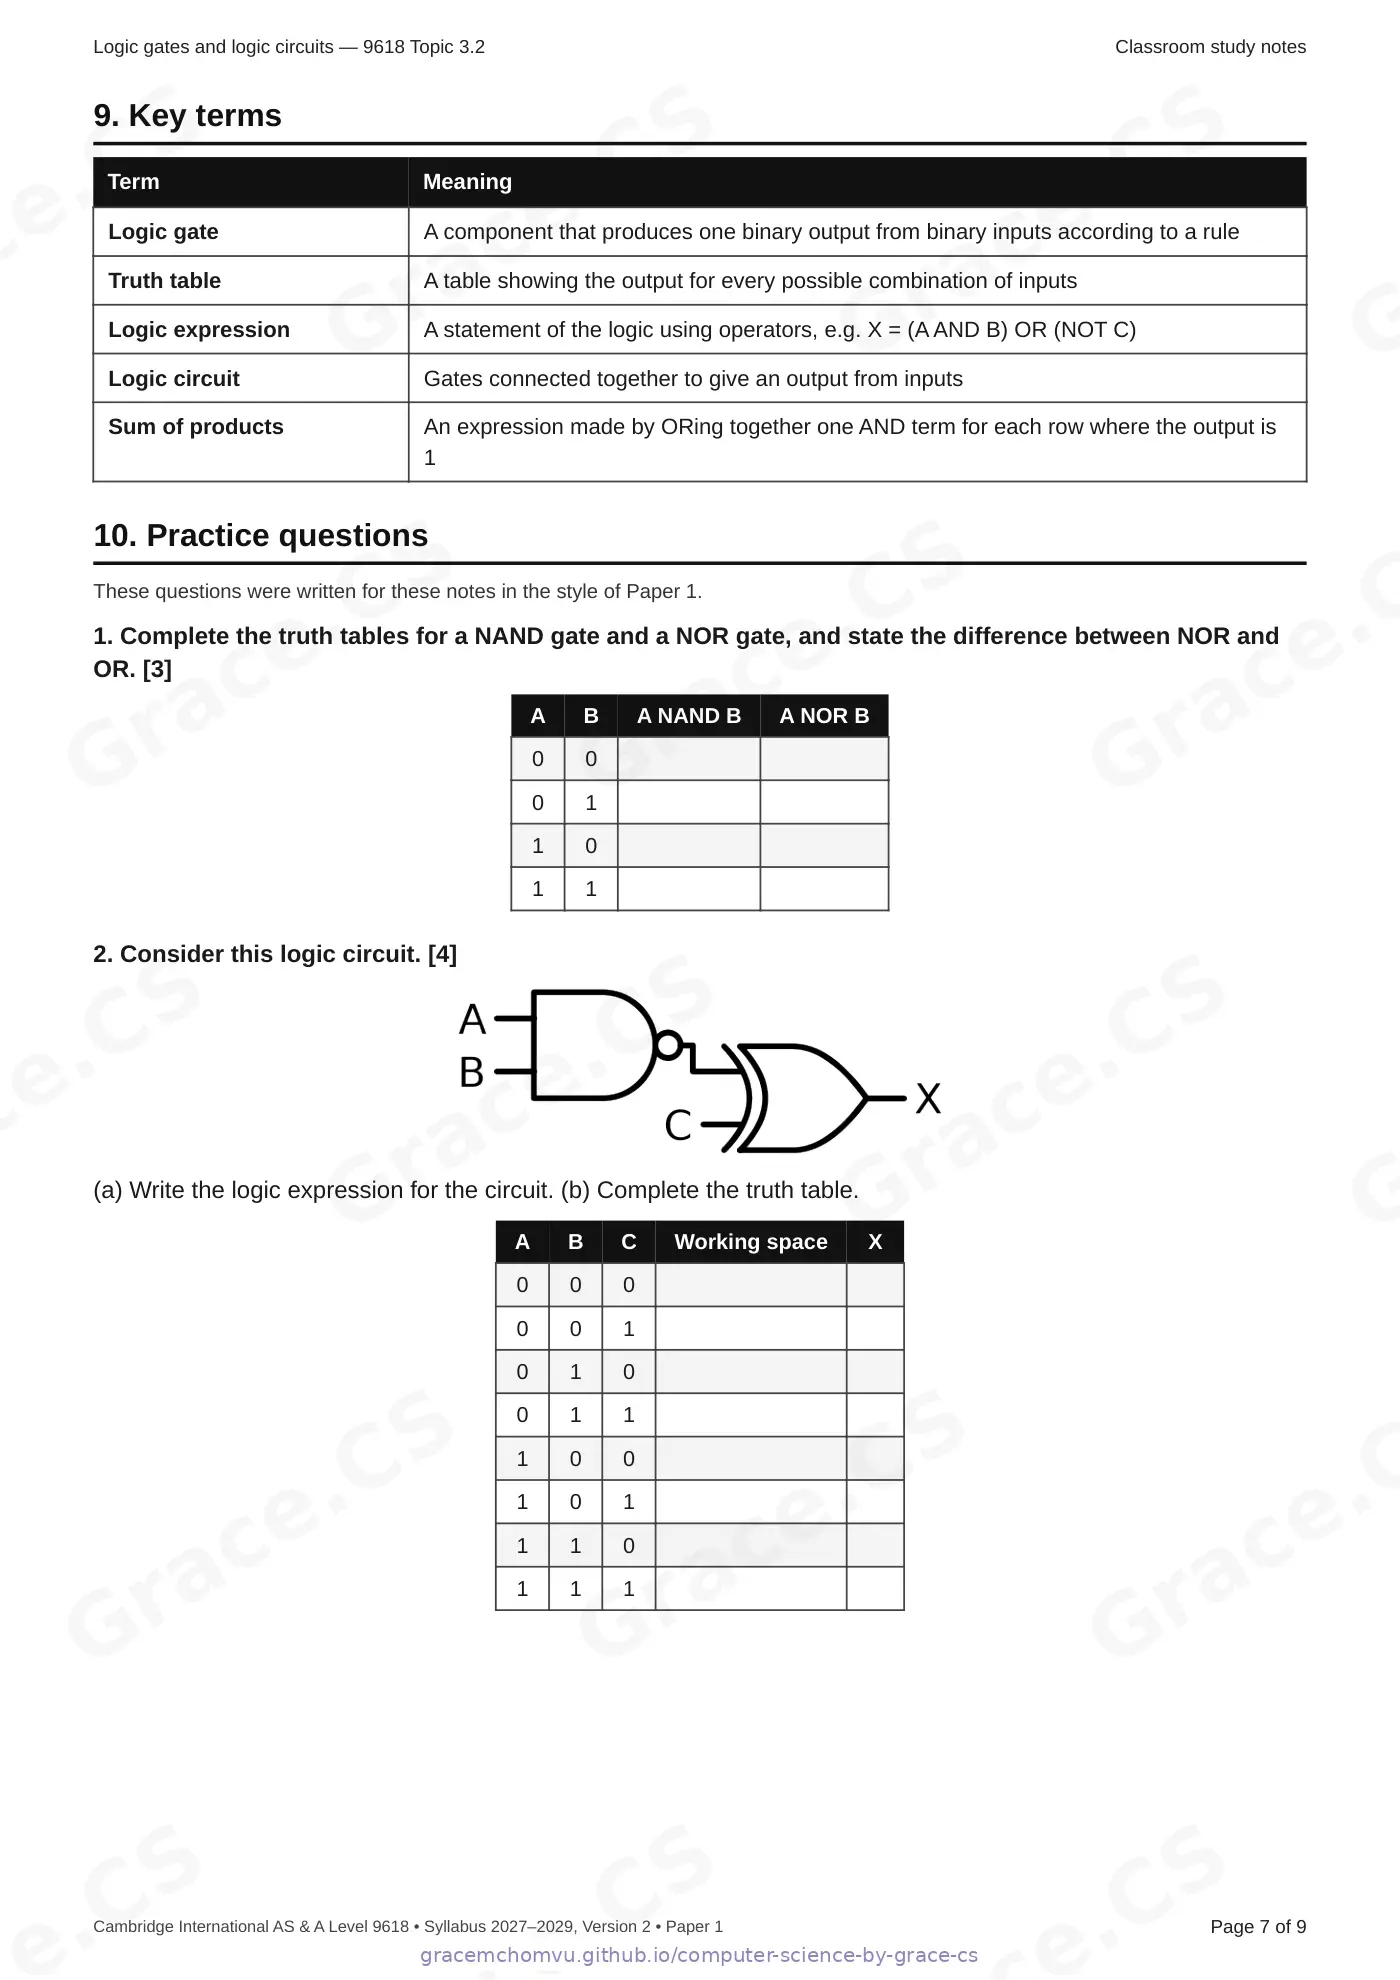 Logic gates and logic circuits — 9618 Topic 3.2 Classroom study notes
9. Key terms
Term Meaning
Logic gate A component that produces one binary output from binary inputs according to a rule
Truth table A table showing the output for every possible combination of inputs
Logic expression A statement of the logic using operators, e.g. X = (A AND B) OR (NOT C)
Logic circuit Gates connected together to give an output from inputs
Sum of products An expression made by ORing together one AND term for each row where the output is
1
10. Practice questions
These questions were written for these notes in the style of Paper 1.
1. Complete the truth tables for a NAND gate and a NOR gate, and state the difference between NOR and
OR. [3]
A B A NAND B A NOR B
0 0
0 1
1 0
1 1
2. Consider this logic circuit. [4]
A
B
C
X
(a) Write the logic expression for the circuit. (b) Complete the truth table.
A B C Working space X
0 0 0
0 0 1
0 1 0
0 1 1
1 0 0
1 0 1
1 1 0
1 1 1
Cambridge International AS & A Level 9618 • Syllabus 2027–2029, Version 2 • Paper 1 Page 7 of 9
gracemchomvu.github.io/computer-science-by-grace-cs
Grace.CS